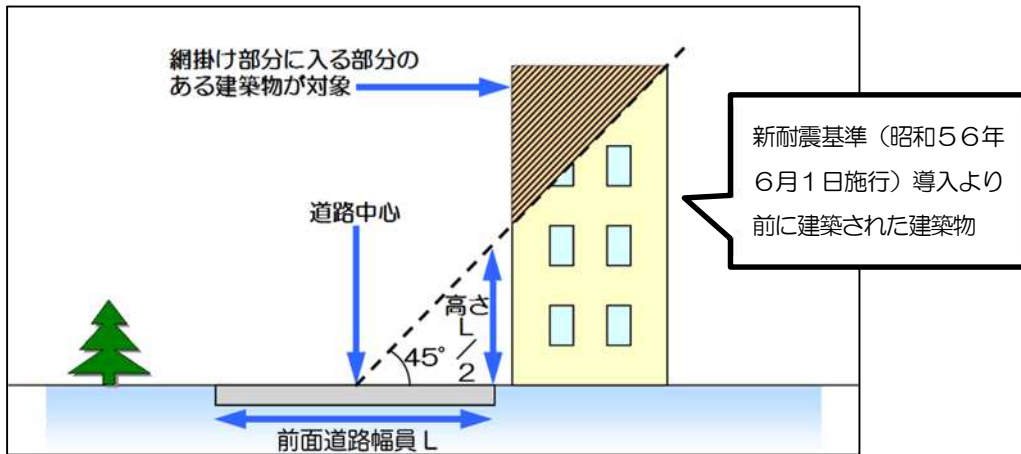 網掛け部分に入る部分の
ある建築物が対象
新耐震基準（昭和５６年
６月１日施行）導入より
前に建築された建築物
道路中心
高さ
L
／
2
45°
前面道路幅員 L